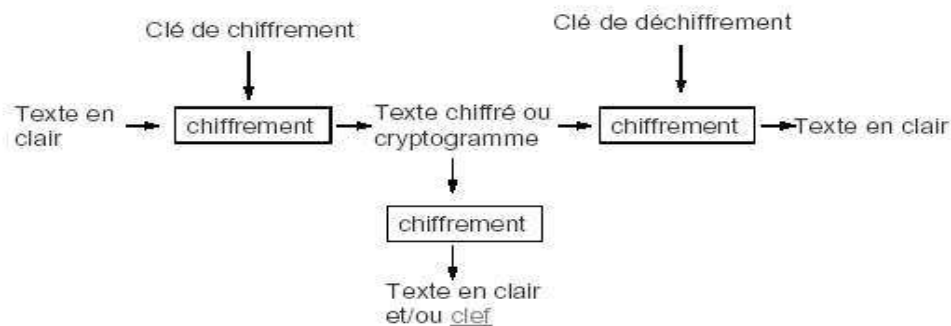 Clé de chiffrement
Clé de déchiffrement
Texte en
clair
chiffrement
Texte chiffré ou
cryptogramme
chiffrement
Texte en clair
chiffrement
Texte en clair
et/ou clef